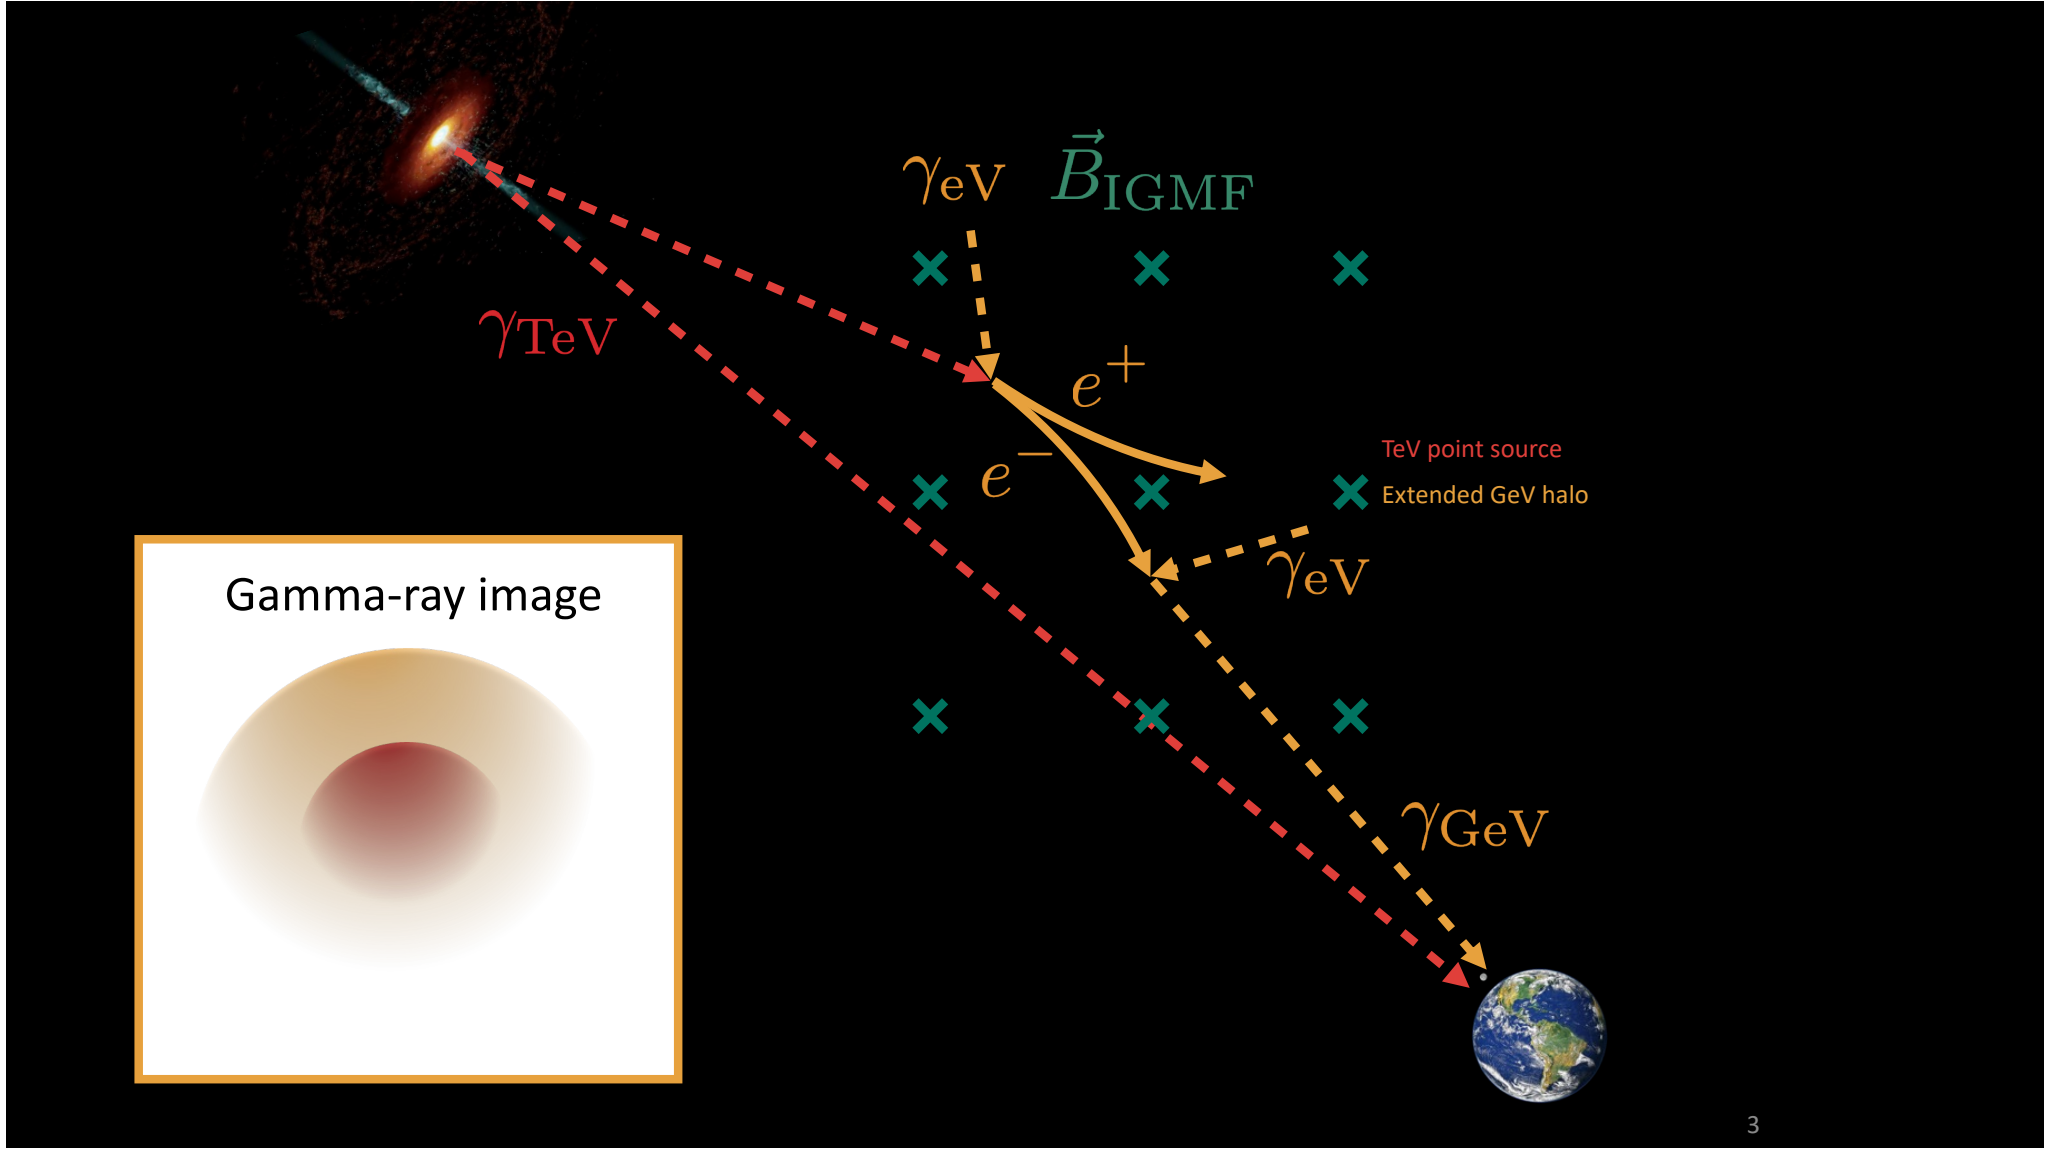 γeV
B⃗IGMF
γTeV
e⁺
e⁻
TeV point source
Extended GeV halo
γeV
Gamma-ray image
γGeV
3